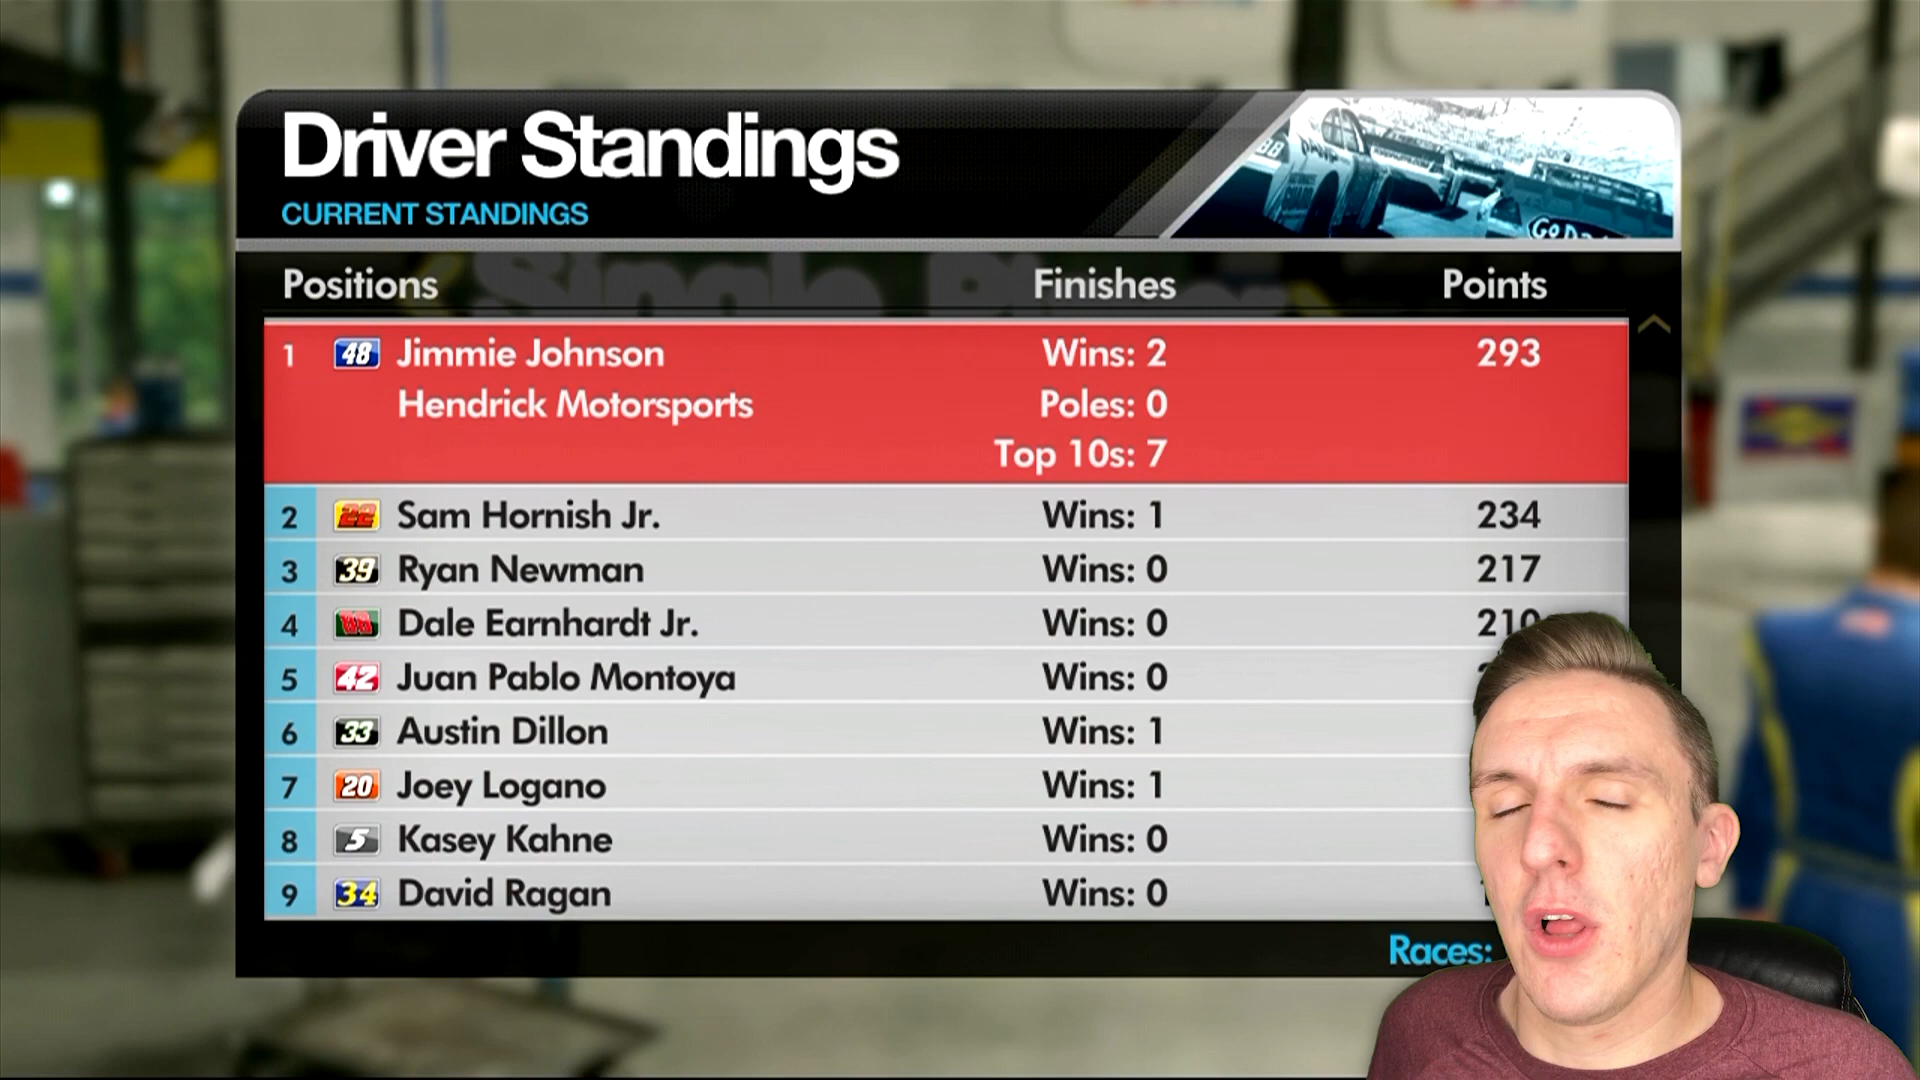 Driver Standings
CURRENT STANDINGS
Positions Finishes Points
1 48 Jimmie Johnson Wins: 2 293
Hendrick Motorsports Poles: 0
Top 10s: 7
2 22 Sam Hornish Jr. Wins: 1 234
3 39 Ryan Newman Wins: 0 217
4 88 Dale Earnhardt Jr. Wins: 0 210
5 42 Juan Pablo Montoya Wins: 0
6 33 Austin Dillon Wins: 1
7 20 Joey Logano Wins: 1
8 5 Kasey Kahne Wins: 0
9 34 David Ragan Wins: 0
Races: